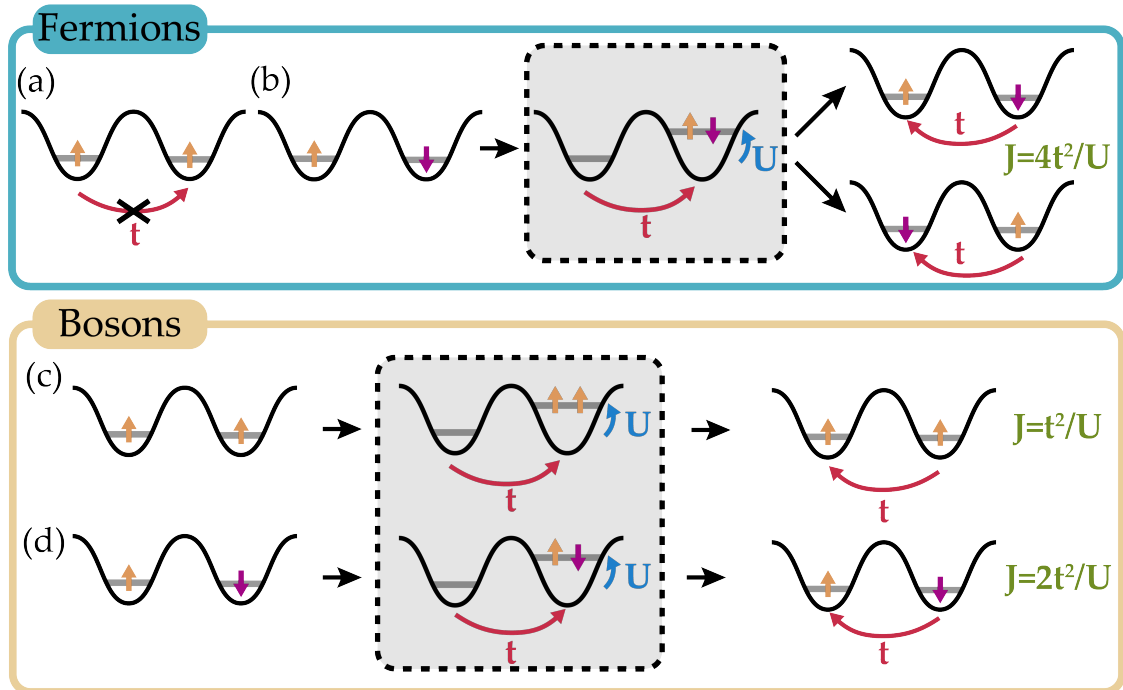 Fermions
(a)
(b)
t
t
U
t
t
J=4t²/U
Bosons
(c)
t
U
t
J=t²/U
(d)
t
U
t
J=2t²/U